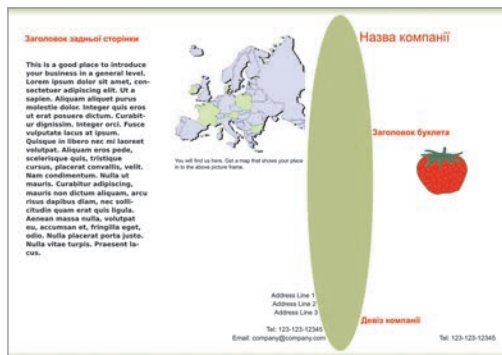 Заголовок задньої сторінки
This is a good place to introduce
your business in a general level.
Lorem ipsum dolor sit amet, con-
sectetuer adipiscing elit. Ut a
sapien. Aliquam aliquet purus
molestie dolor. Integer quis eros
ut erat posuere dictum. Curabit-
ur dignissim. Integer orci. Fusce
vulputate lacus at ipsum.
Quisque in libero nec mi laoreet
volutpat. Aliquam eros pede,
scelerisque quis, tristique
cursus, placerat convallis, velit.
Nam condimentum. Nulla ut
mauris. Curabitur adipiscing,
mauris non dictum aliquam, arcu
risus dapibus diam, nec solli-
citudin quam erat quis ligula.
Aenean massa nulla, volutpat
eu, accumsan et, fringilla eget,
odio. Nulla placerat porta justo.
Nulla vitae turpis. Praesent la-
cus.
You will find us here. Get a map that shows your place
in to the above picture frame.
Address Line 1
Address Line 2
Address Line 3
Tel: 123-123-12345
Email: company@company.com
Назва компанії
Заголовок буклета
Девіз компанії
Tel: 123-123-12345